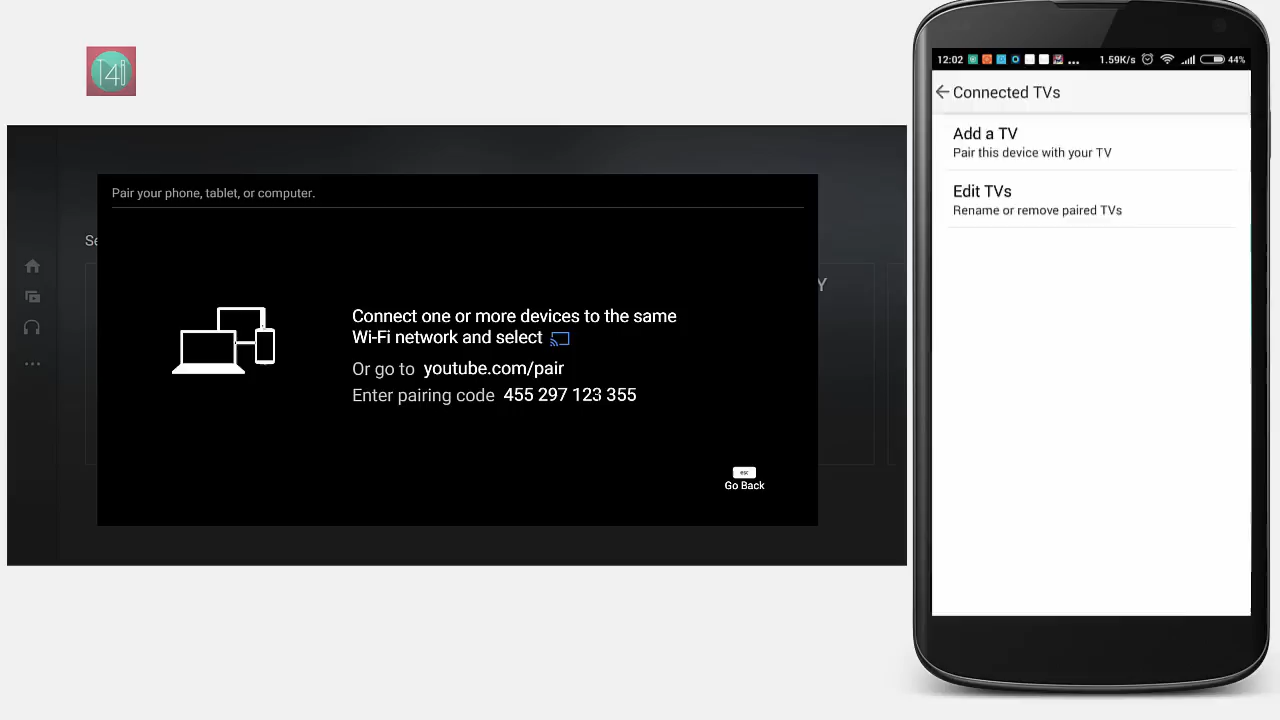 T4i
Pair your phone, tablet, or computer.
Se
Y
Connect one or more devices to the same
Wi-Fi network and select
Or go to youtube.com/pair
Enter pairing code 455 297 123 355
esc
Go Back
12:02 ... 1.59K/s 44%
Connected TVs
Add a TV
Pair this device with your TV
Edit TVs
Rename or remove paired TVs